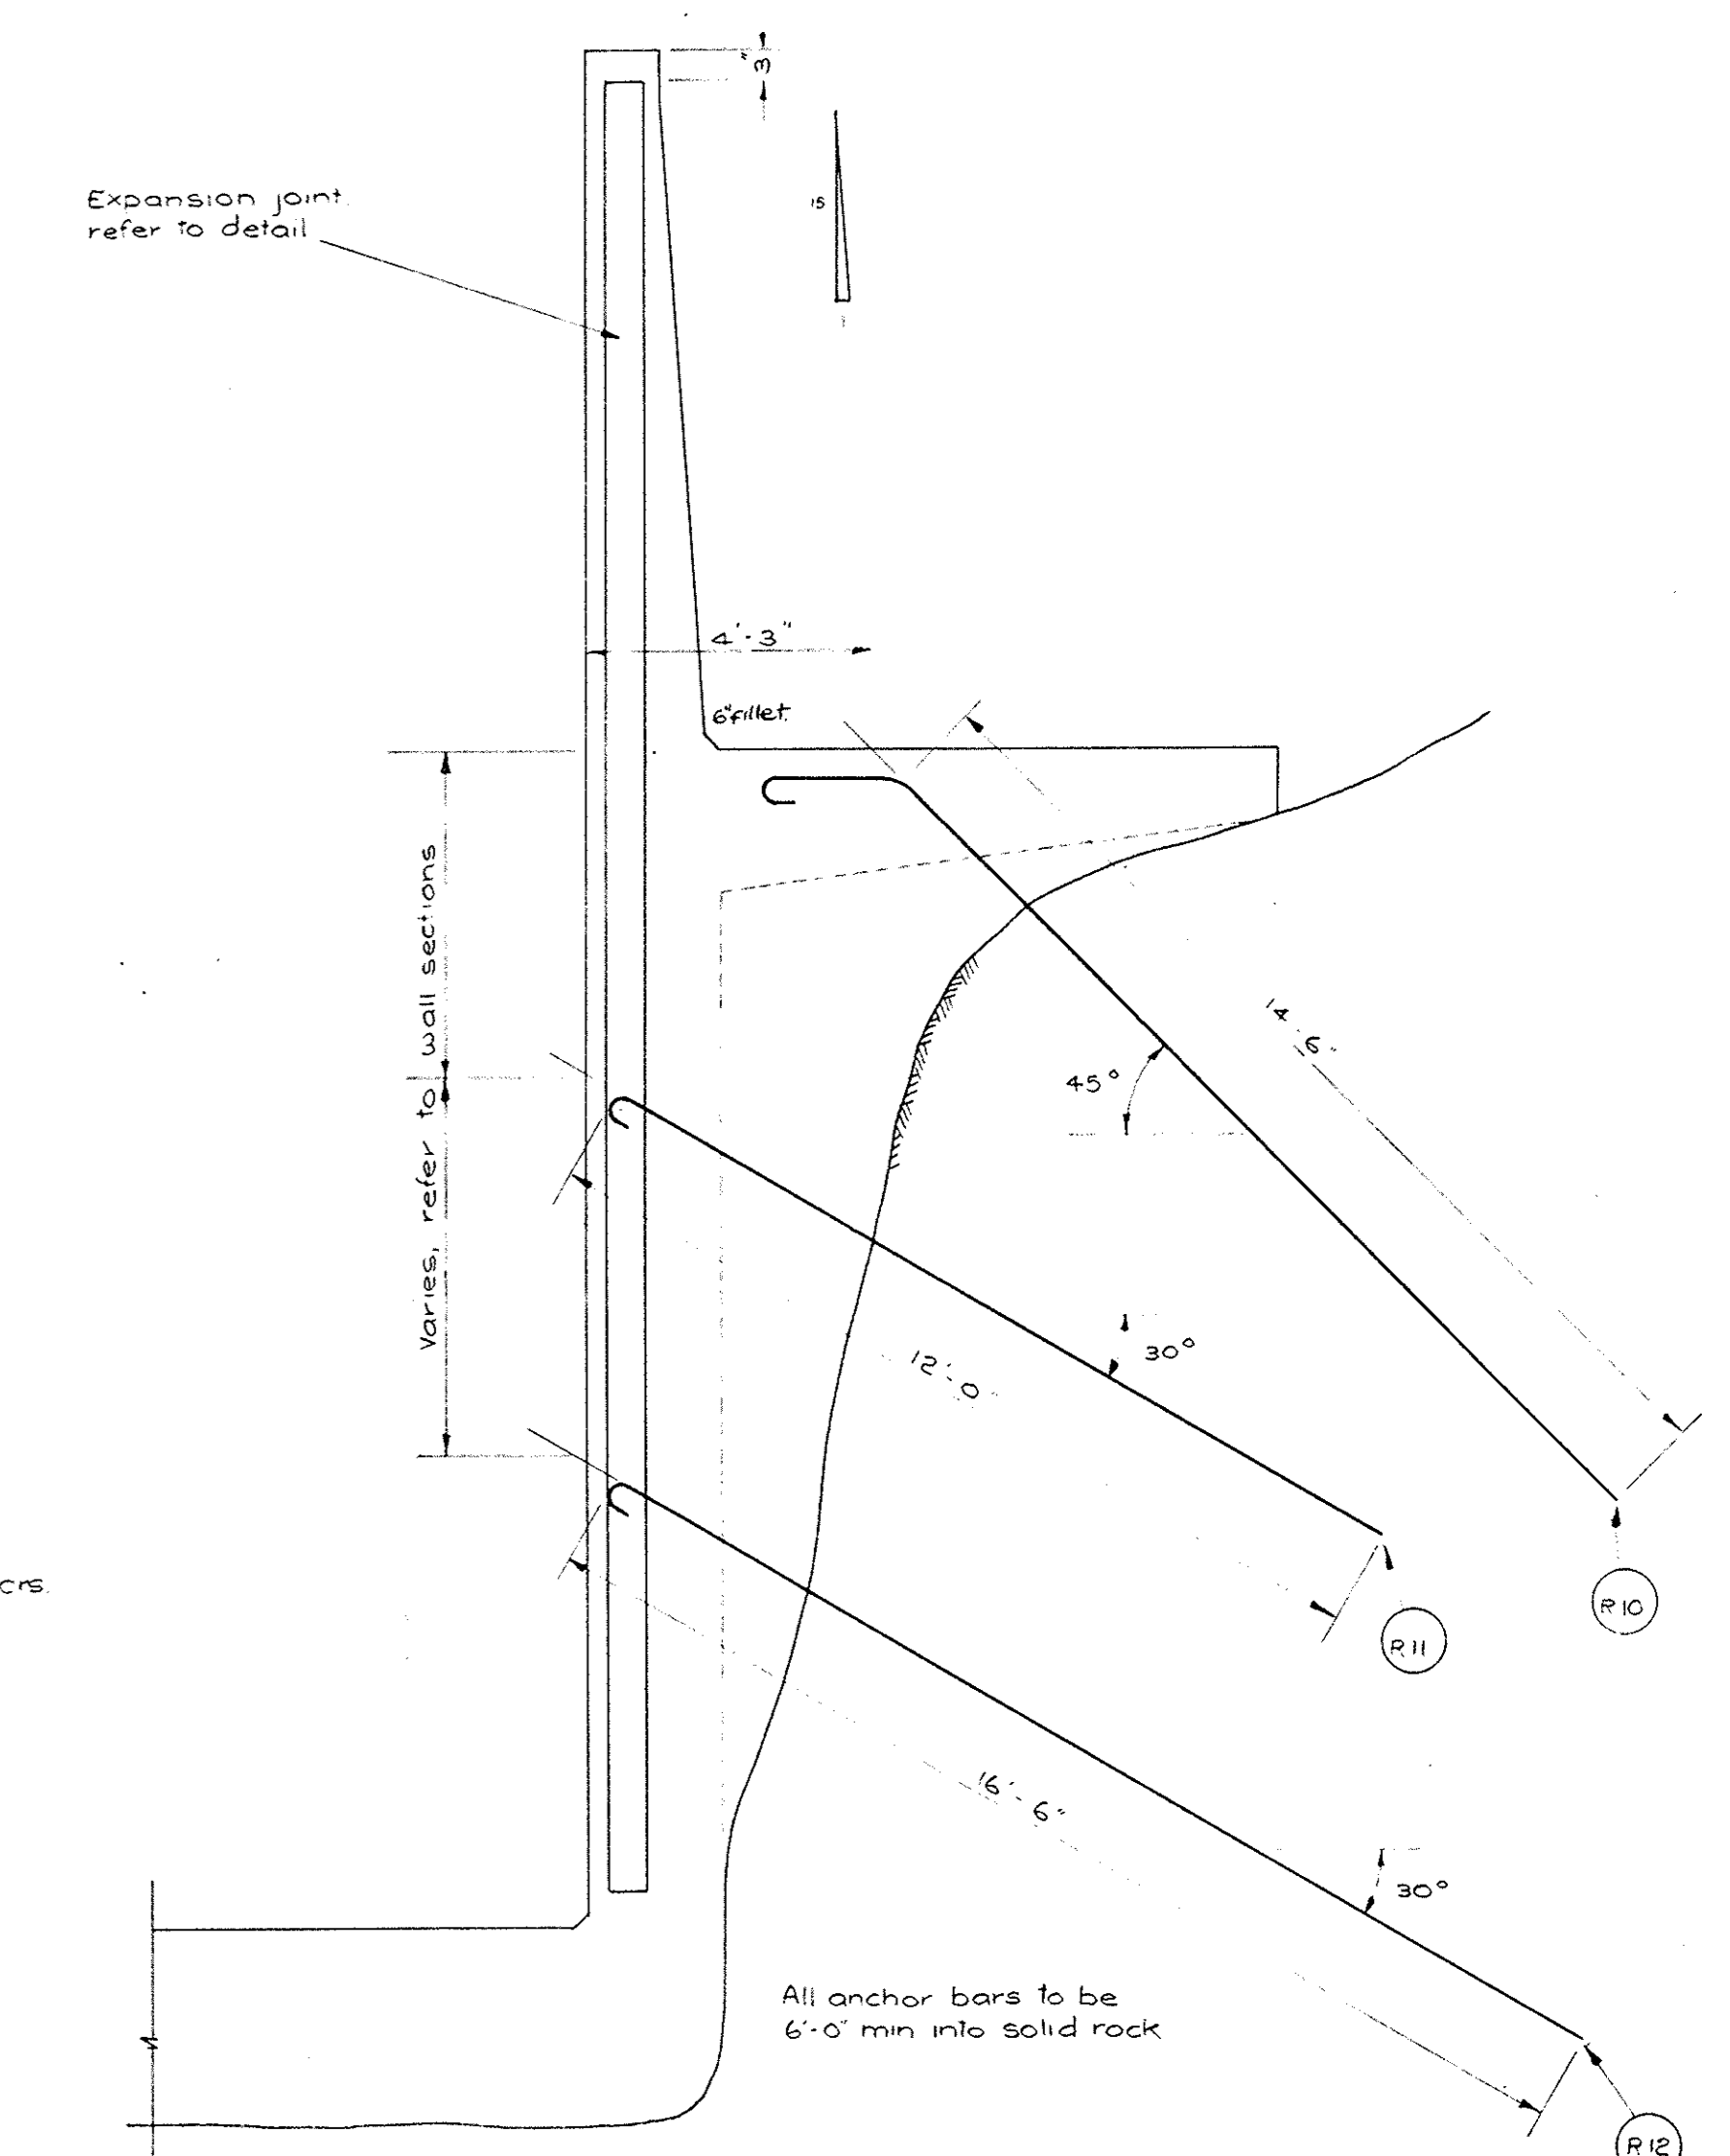 3"
15
1
Expansion joint.
refer to detail
4'-3"
6" fillet.
Varies, refer to wall sections
14'-6"
45°
30°
12'-0"
crs.
R10
R11
16'-6"
30°
All anchor bars to be
6'-0" min into solid rock
R12